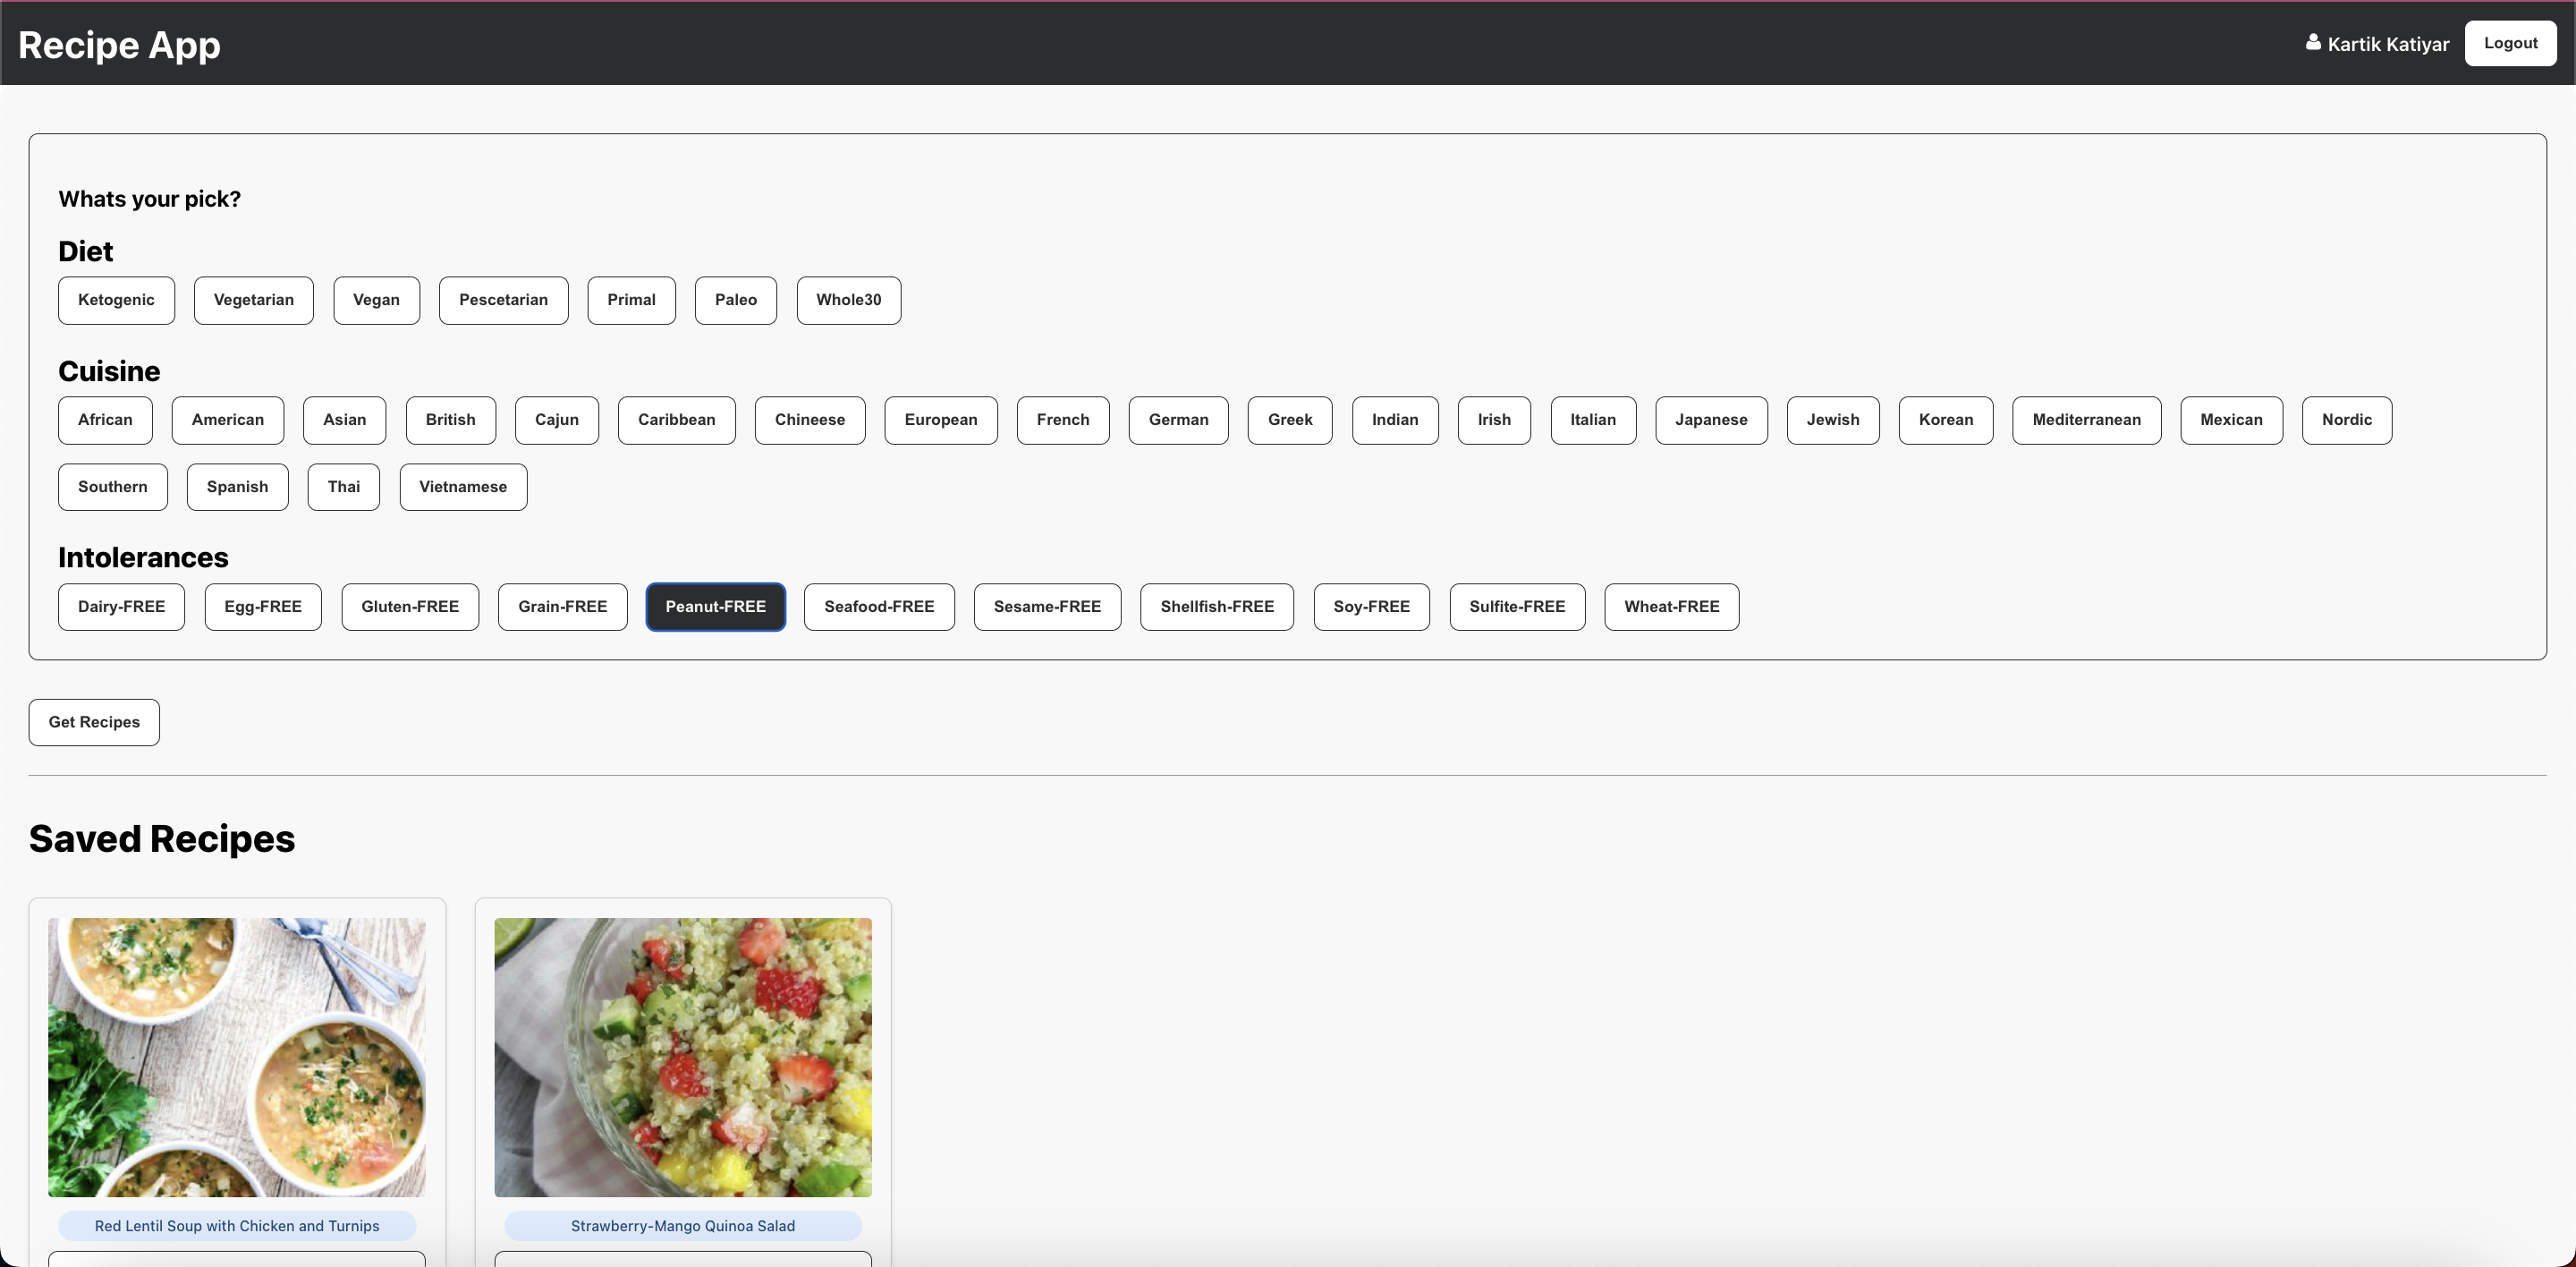 Recipe App
Kartik Katiyar
Logout
Whats your pick?
Diet
Ketogenic Vegetarian Vegan Pescetarian Primal Paleo Whole30
Cuisine
African American Asian British Cajun Caribbean Chineese European French German Greek Indian Irish Italian Japanese Jewish Korean Mediterranean Mexican Nordic
Southern Spanish Thai Vietnamese
Intolerances
Dairy-FREE Egg-FREE Gluten-FREE Grain-FREE Peanut-FREE Seafood-FREE Sesame-FREE Shellfish-FREE Soy-FREE Sulfite-FREE Wheat-FREE
Get Recipes
Saved Recipes
Red Lentil Soup with Chicken and Turnips
Strawberry-Mango Quinoa Salad